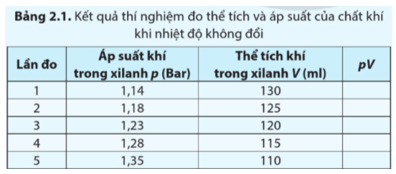 Bảng 2.1. Kết quả thí nghiệm đo thể tích và áp suất của chất khí
khi nhiệt độ không đổi
Lần đo | Áp suất khí trong xilanh p (Bar) | Thể tích khí trong xilanh V (ml) | pV
1 | 1,14 | 130
2 | 1,18 | 125
3 | 1,23 | 120
4 | 1,28 | 115
5 | 1,35 | 110